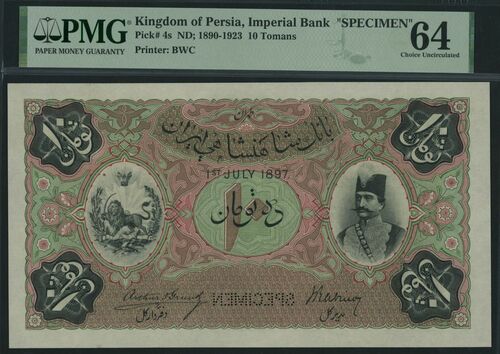 PMG
PAPER MONEY GUARANTY
Kingdom of Persia, Imperial Bank "SPECIMEN"
Pick# 4s ND; 1890-1923 10 Tomans
Printer: BWC
64
Choice Uncirculated
بانک شاهنشاهی ایران
1ST JULY 1897
ده تومان
SPECIMEN